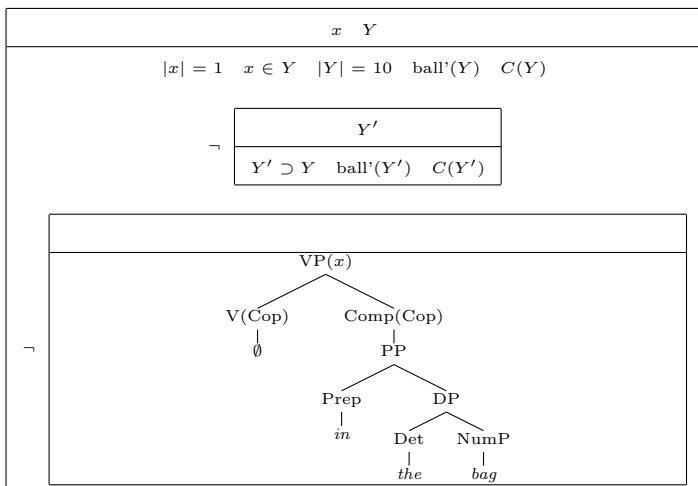 x Y
|x| = 1 x ∈ Y |Y| = 10 ball'(Y) C(Y)
Y′
¬
Y′ ⊃ Y ball'(Y′) C(Y′)
VP(x)
V(Cop) Comp(Cop)
¬ ∅ PP
Prep DP
in Det NumP
the bag